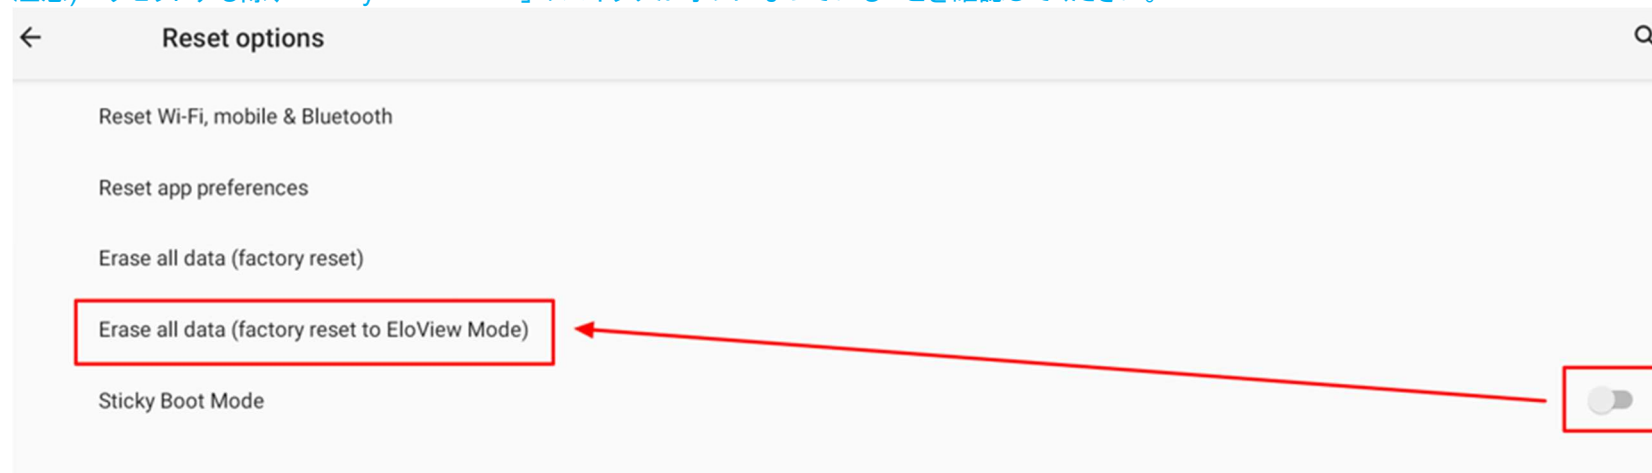 Reset options
Reset Wi-Fi, mobile & Bluetooth
Reset app preferences
Erase all data (factory reset)
Erase all data (factory reset to EloView Mode)
Sticky Boot Mode